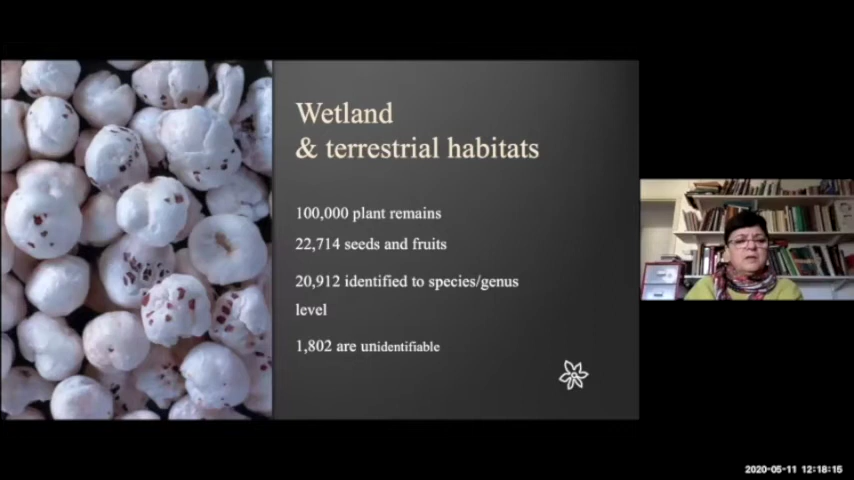 Wetland
& terrestrial habitats
100,000 plant remains
22,714 seeds and fruits
20,912 identified to species/genus
level
1,802 are unidentifiable
2020-05-11 12:18:15